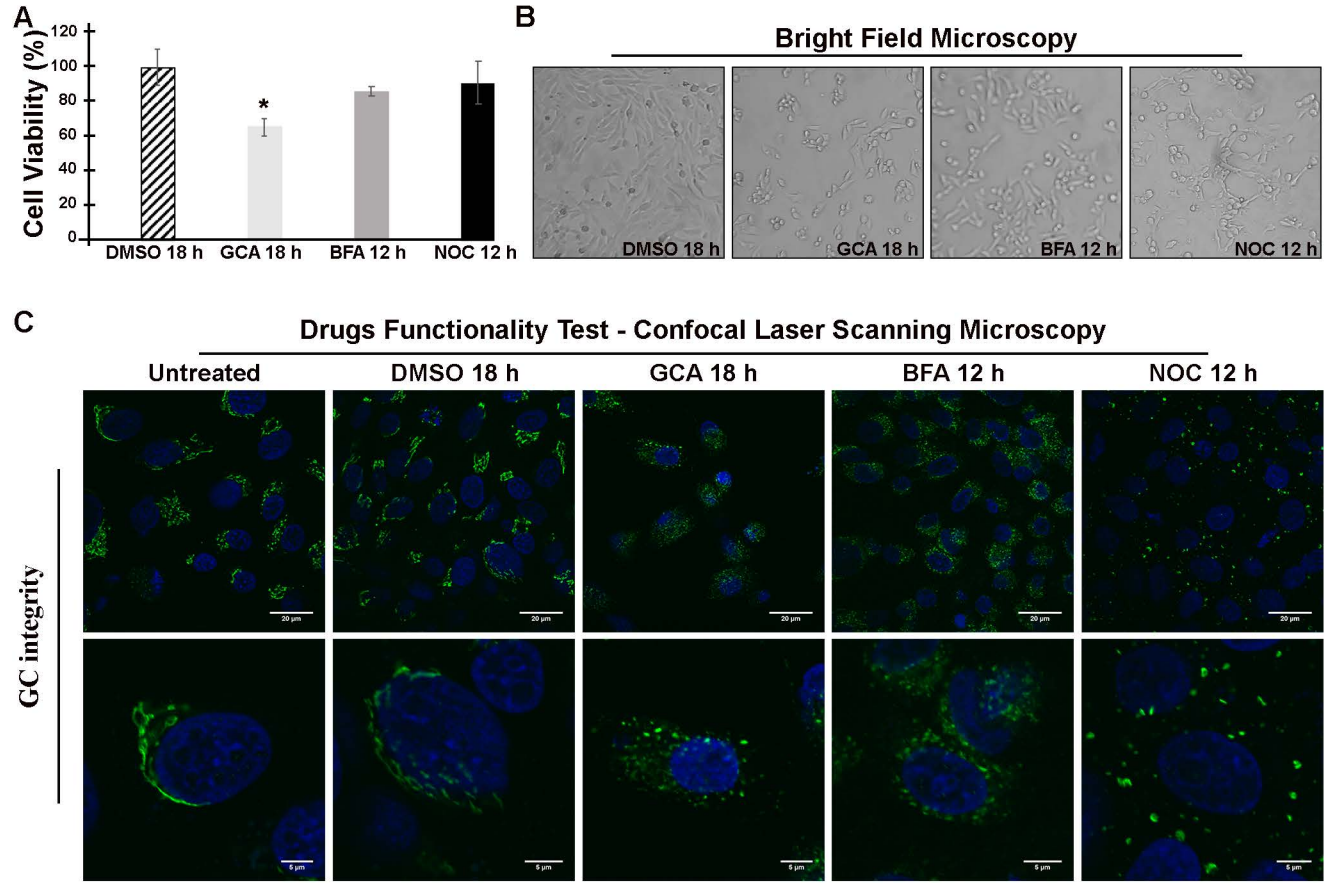 A
120
100
80
60
40
20
0
Cell Viability (%)
*
DMSO 18 h GCA 18 h BFA 12 h NOC 12 h
B
Bright Field Microscopy
DMSO 18 h GCA 18 h BFA 12 h NOC 12 h
C
Drugs Functionality Test - Confocal Laser Scanning Microscopy
Untreated DMSO 18 h GCA 18 h BFA 12 h NOC 12 h
GC integrity
20 µm 20 µm 20 µm 20 µm 20 µm
5 µm 5 µm 5 µm 5 µm 5 µm